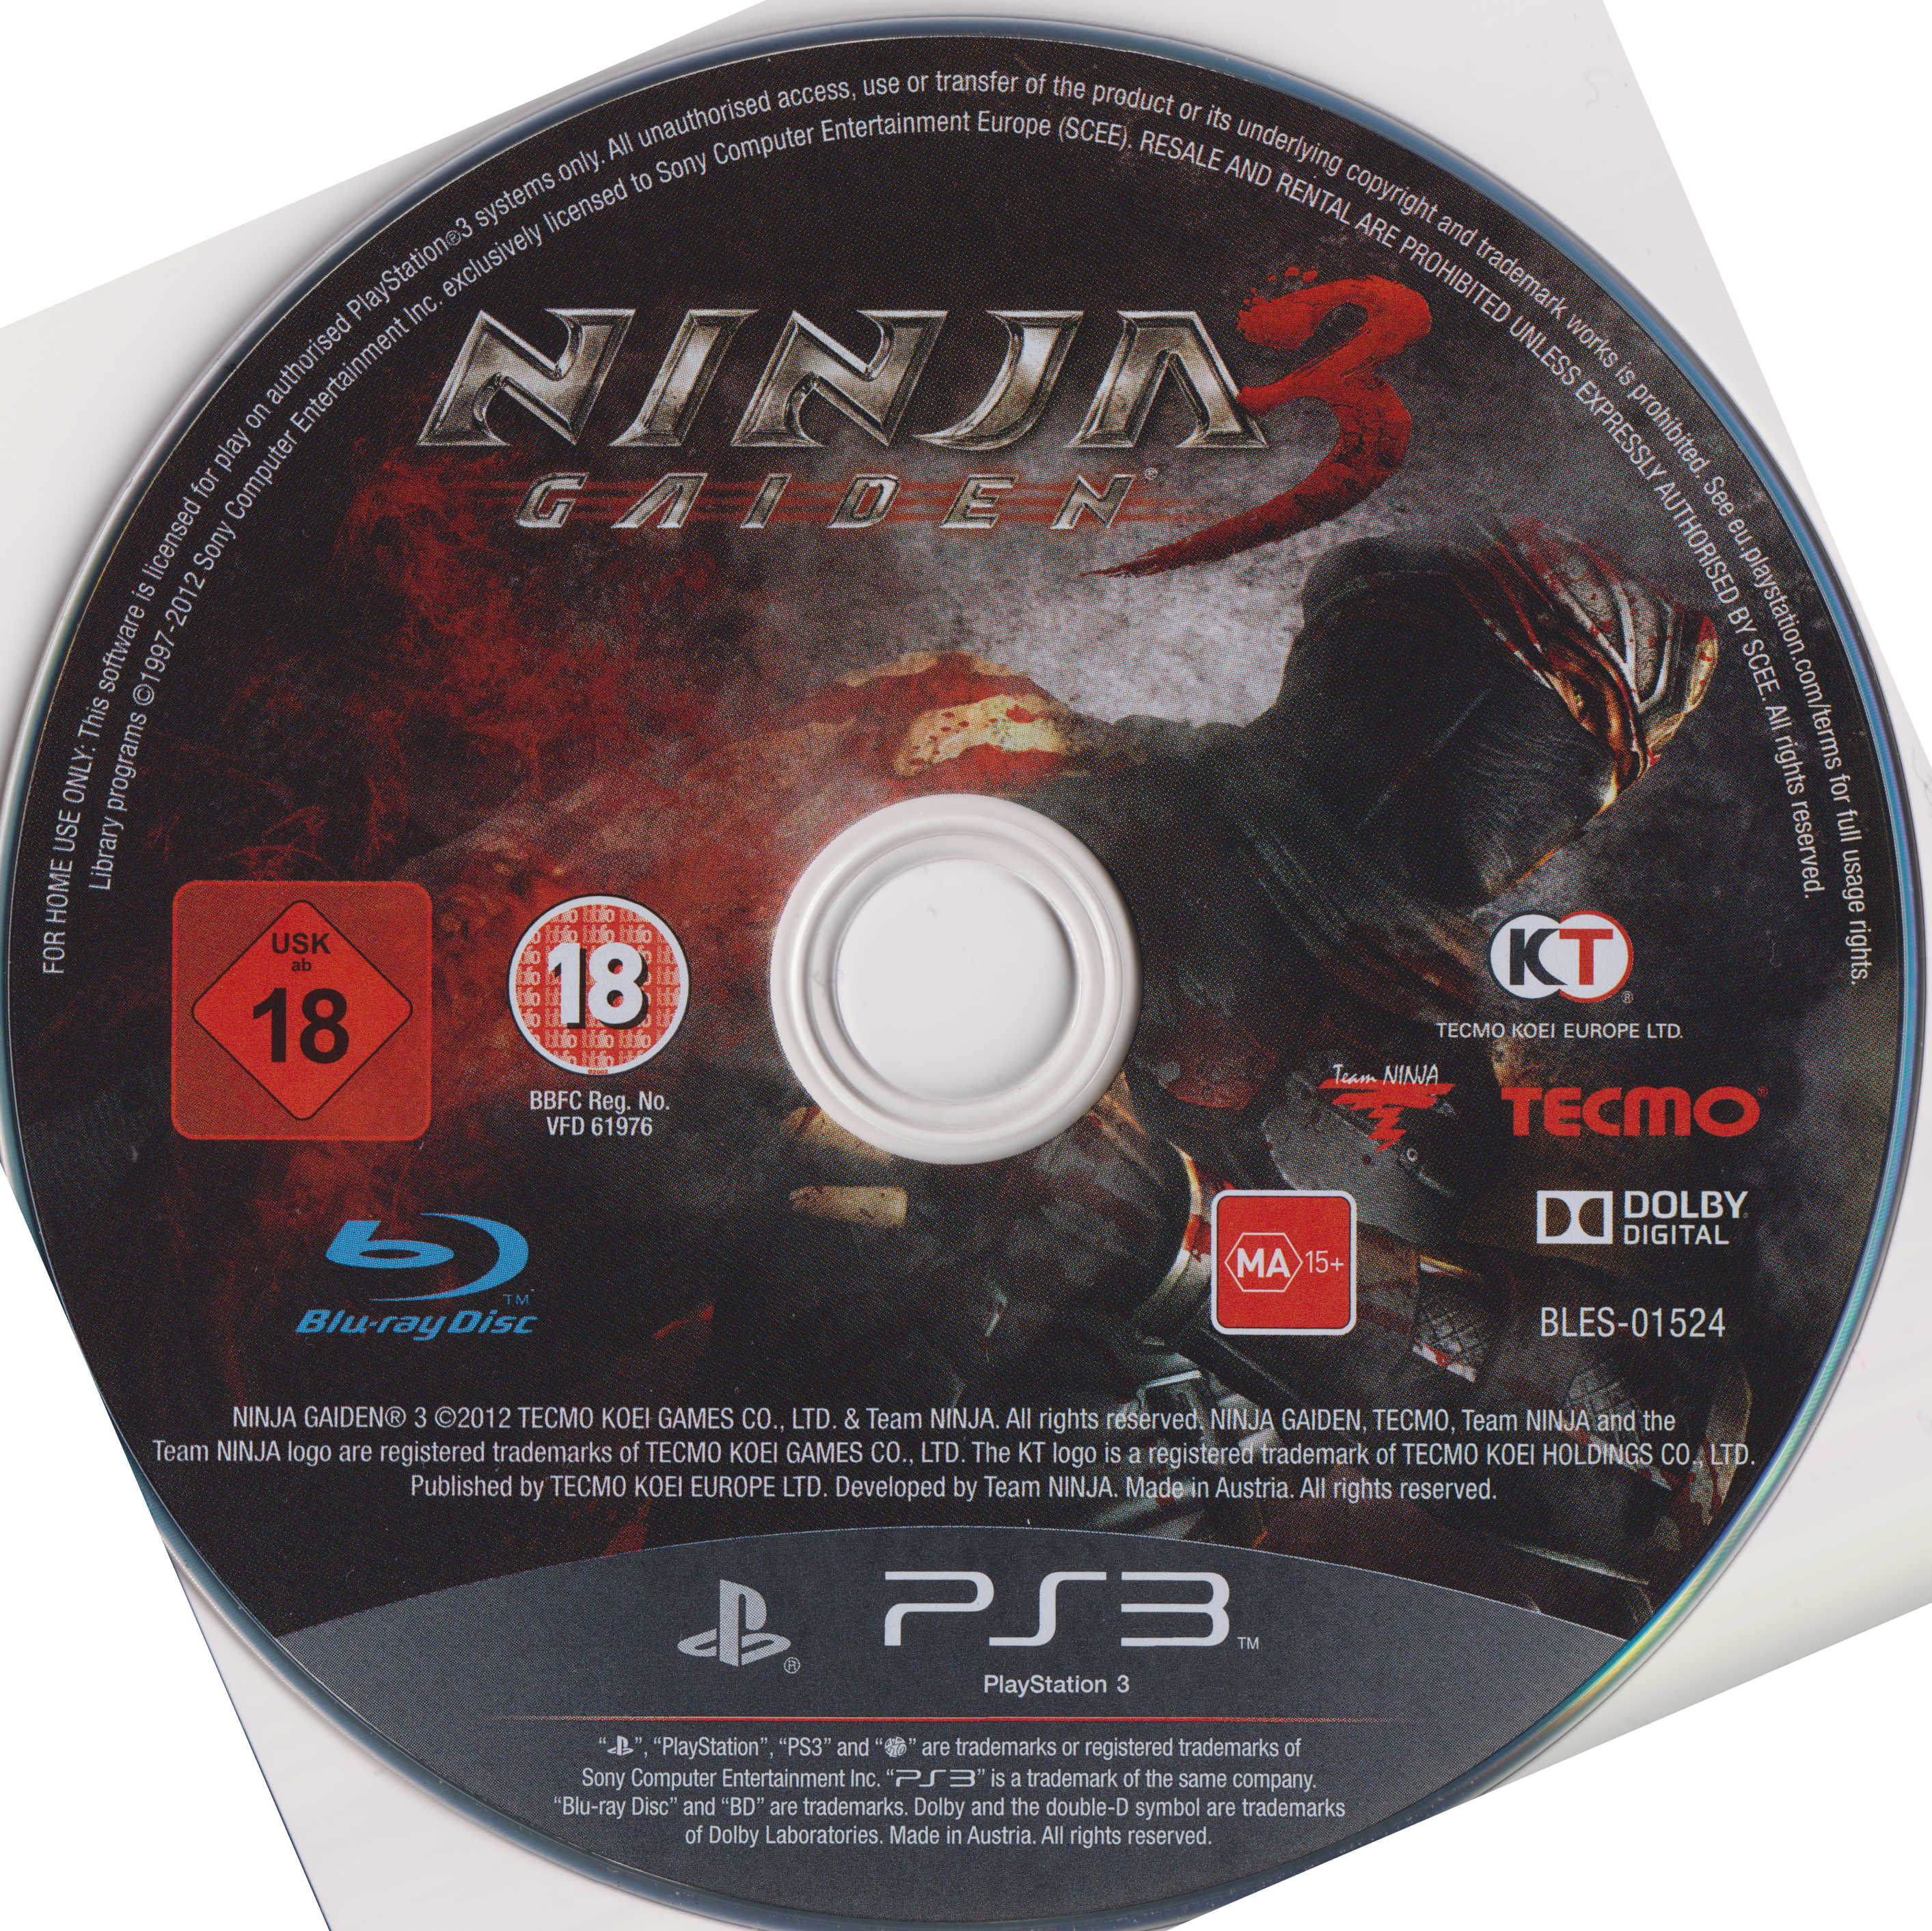 FOR HOME USE ONLY. This software is licensed for play on authorised PlayStation®3 systems only. All unauthorised access, use or transfer of the product or its underlying copyright and trademark works is prohibited. See eu.playstation.com/terms for full usage rights.
Library programs ©1997-2012 Sony Computer Entertainment Inc. exclusively licensed to Sony Computer Entertainment Europe (SCEE). RESALE AND RENTAL ARE PROHIBITED UNLESS EXPRESSLY AUTHORISED BY SCEE. All rights reserved.
NINJA 3
GAIDEN®
USK
ab
18
18
BBFC Reg. No.
VFD 61976
KT®
TECMO KOEI EUROPE LTD.
Team NINJA
TECMO®
Blu-ray Disc™
MA 15+
DOLBY
DIGITAL
BLES-01524
NINJA GAIDEN® 3 ©2012 TECMO KOEI GAMES CO., LTD. & Team NINJA. All rights reserved. NINJA GAIDEN, TECMO, Team NINJA and the
Team NINJA logo are registered trademarks of TECMO KOEI GAMES CO., LTD. The KT logo is a registered trademark of TECMO KOEI HOLDINGS CO., LTD.
Published by TECMO KOEI EUROPE LTD. Developed by Team NINJA. Made in Austria. All rights reserved.
® PS3™
PlayStation 3
“”, “PlayStation”, “PS3” and “” are trademarks or registered trademarks of
Sony Computer Entertainment Inc. “PS3” is a trademark of the same company.
“Blu-ray Disc” and “BD” are trademarks. Dolby and the double-D symbol are trademarks
of Dolby Laboratories. Made in Austria. All rights reserved.